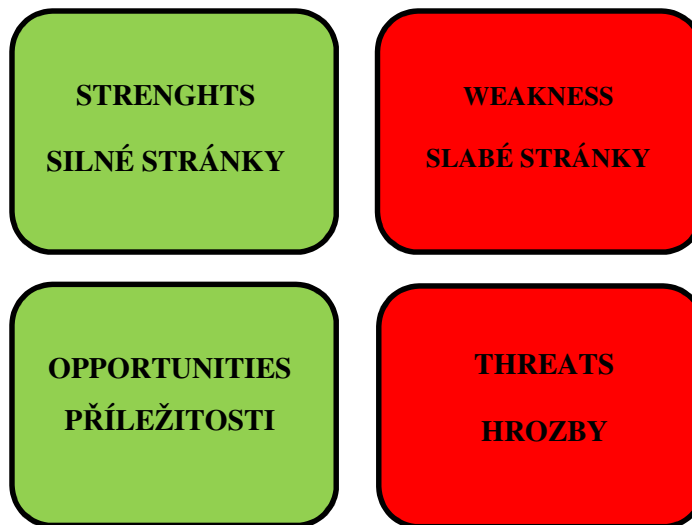 STRENGHTS
SILNÉ STRÁNKY
WEAKNESS
SLABÉ STRÁNKY
OPPORTUNITIES
PŘÍLEŽITOSTI
THREATS
HROZBY